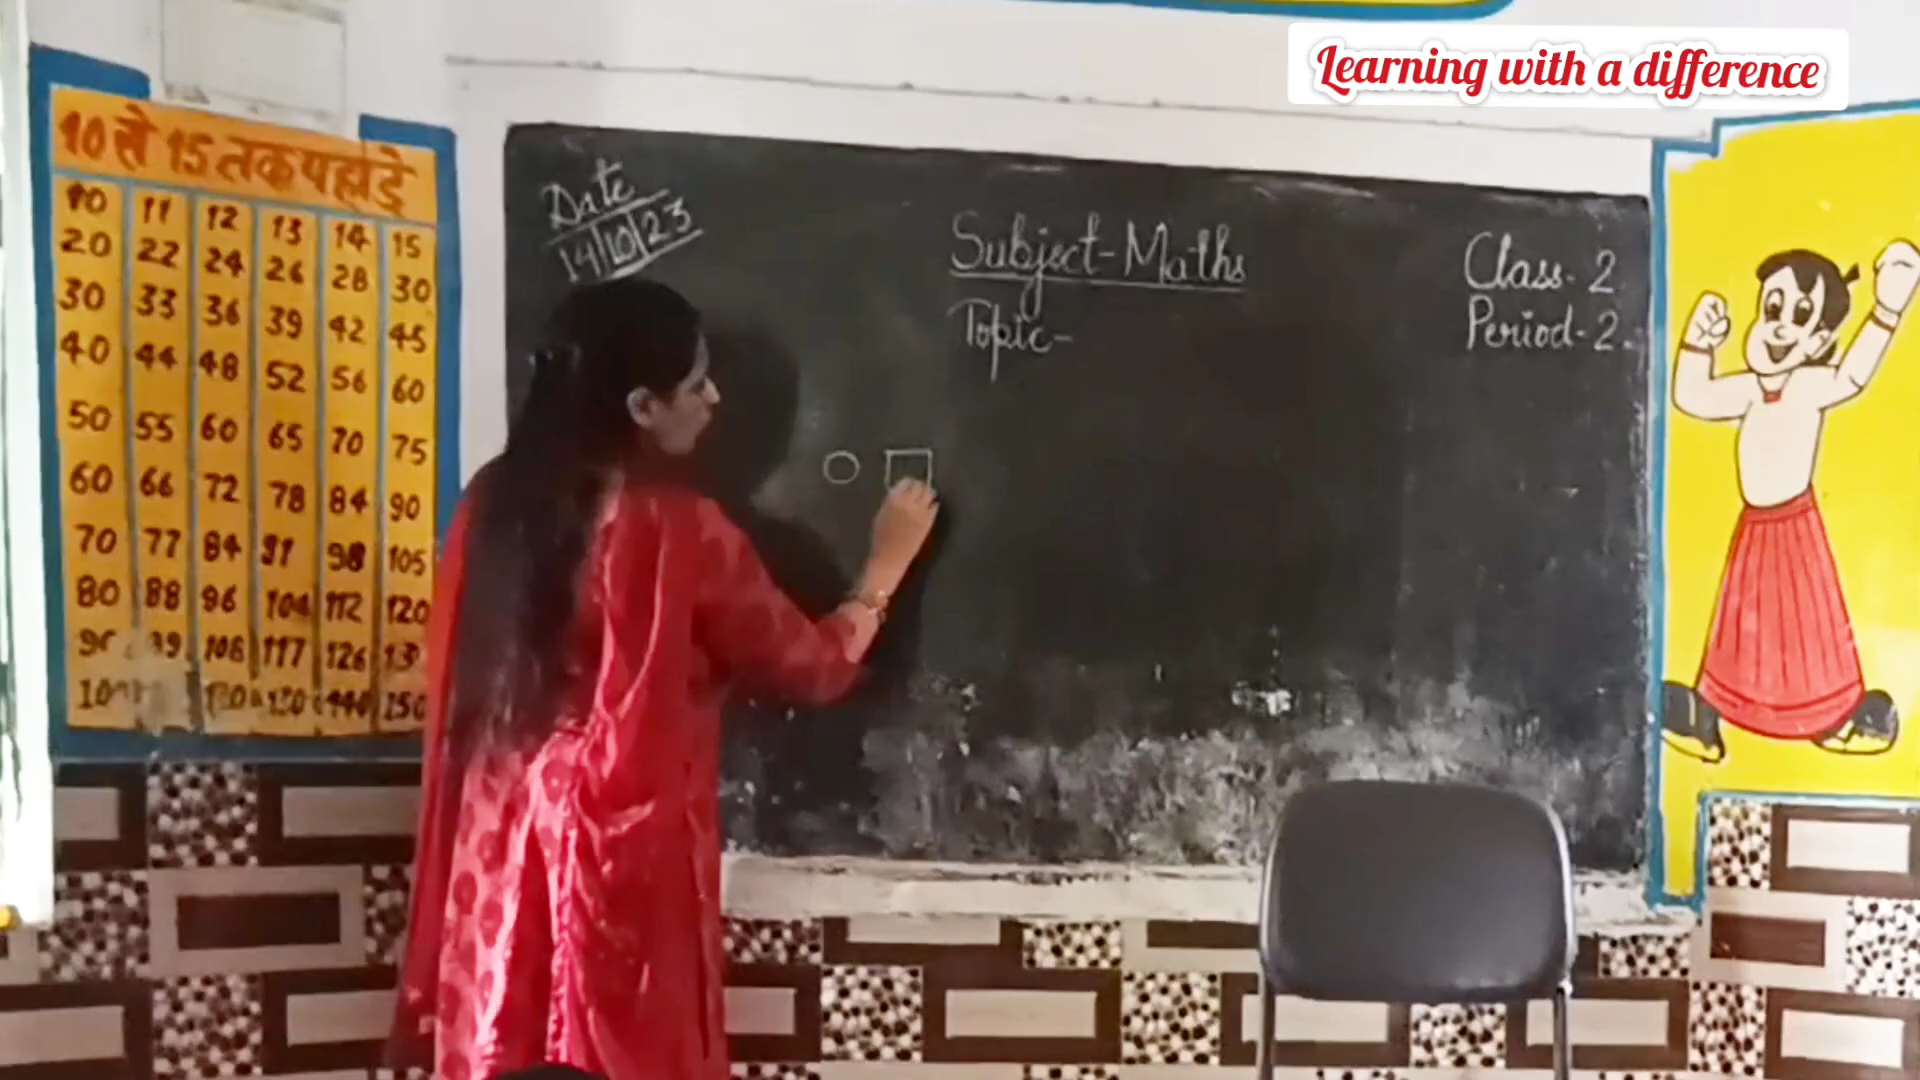 Learning with a difference
10 से 15 तक पहाड़े
10 11 12 13 14 15
20 22 24 26 28 30
30 33 36 39 42 45
40 44 48 52 56 60
50 55 60 65 70 75
60 66 72 78 84 90
70 77 84 91 98 105
80 88 96 104 112 120
108 117 126
140 150
Date
14/10/23
Subject-Maths
Topic-
Class-2
Period-2.